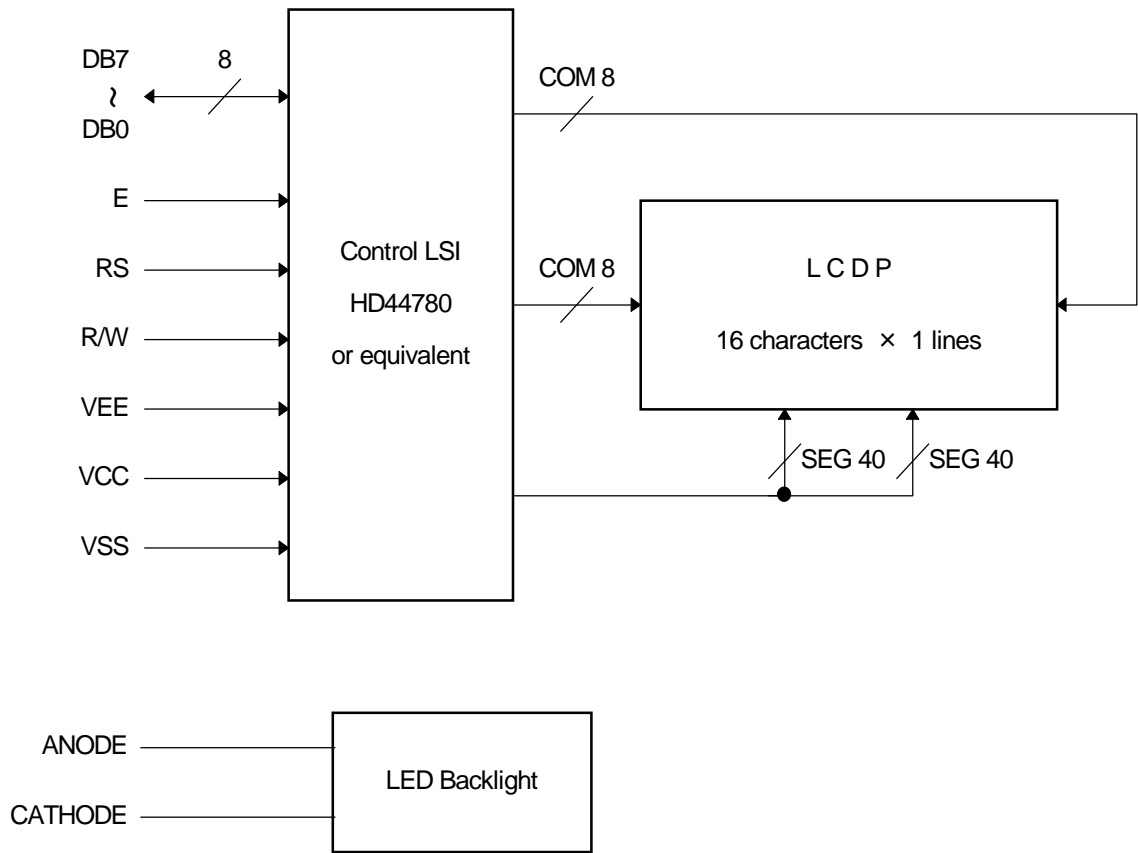 DB7
~
DB0
8
E
RS
R/W
VEE
VCC
VSS
Control LSI
HD44780
or equivalent
COM 8
COM 8
L C D P
16 characters × 1 lines
SEG 40
SEG 40
ANODE
CATHODE
LED Backlight